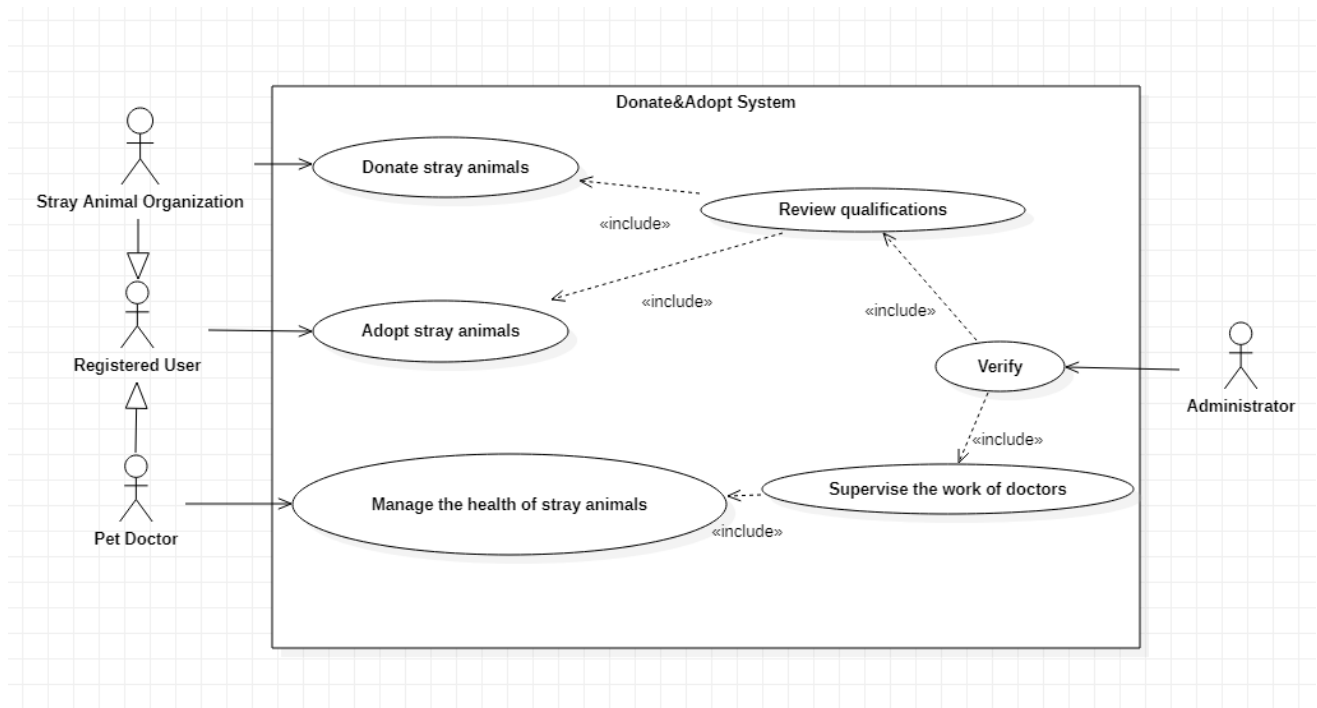 Donate&Adopt System
Donate stray animals
Stray Animal Organization
Review qualifications
«include»
«include»
«include»
Adopt stray animals
Registered User
Verify
Administrator
«include»
Supervise the work of doctors
Manage the health of stray animals
«include»
Pet Doctor